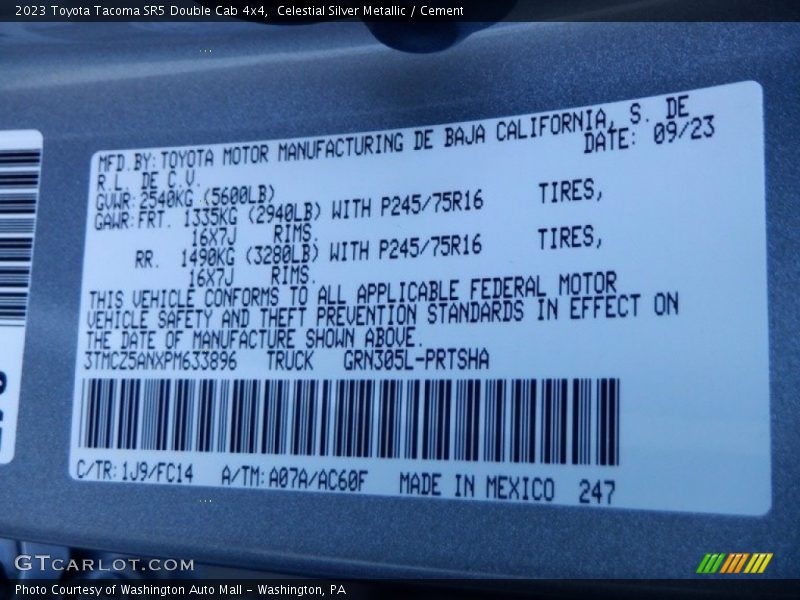 2023 Toyota Tacoma SR5 Double Cab 4x4, Celestial Silver Metallic / Cement
MFD. BY: TOYOTA MOTOR MANUFACTURING DE BAJA CALIFORNIA, S. DE
R.L. DE C.V. DATE: 09/23
GVWR: 2540KG (5600LB)
GAWR: FRT. 1335KG (2940LB) WITH P245/75R16 TIRES,
16X7J RIMS.
RR. 1490KG (3280LB) WITH P245/75R16 TIRES,
16X7J RIMS.
THIS VEHICLE CONFORMS TO ALL APPLICABLE FEDERAL MOTOR
VEHICLE SAFETY AND THEFT PREVENTION STANDARDS IN EFFECT ON
THE DATE OF MANUFACTURE SHOWN ABOVE.
3TMCZ5ANXPM633896 TRUCK GRN305L-PRTSHA
C/TR: 1J9/FC14 A/TM: A07A/AC60F MADE IN MEXICO 247
GTCARLOT.COM
Photo Courtesy of Washington Auto Mall - Washington, PA